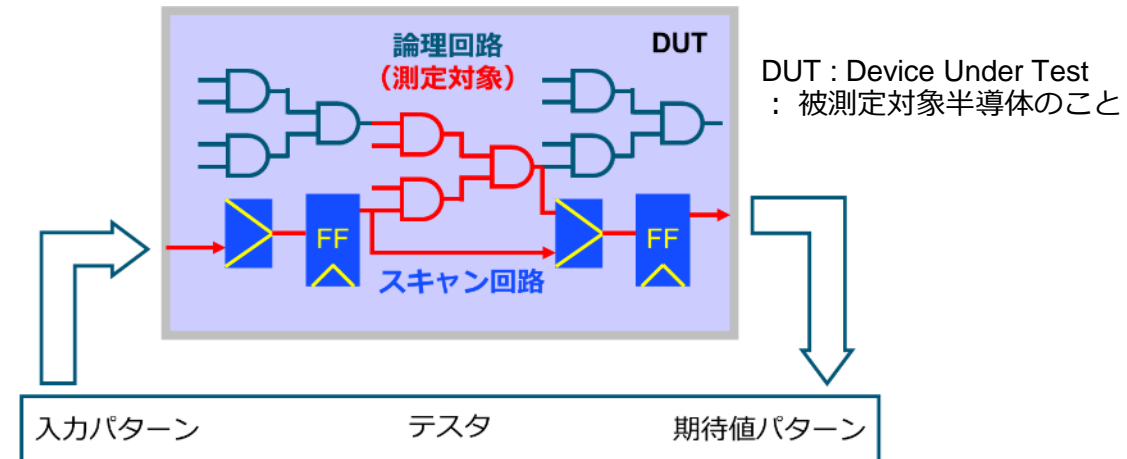 論理回路
(測定対象)
DUT
DUT : Device Under Test
： 被測定対象半導体のこと
FF
FF
スキャン回路
入力パターン
テスタ
期待値パターン